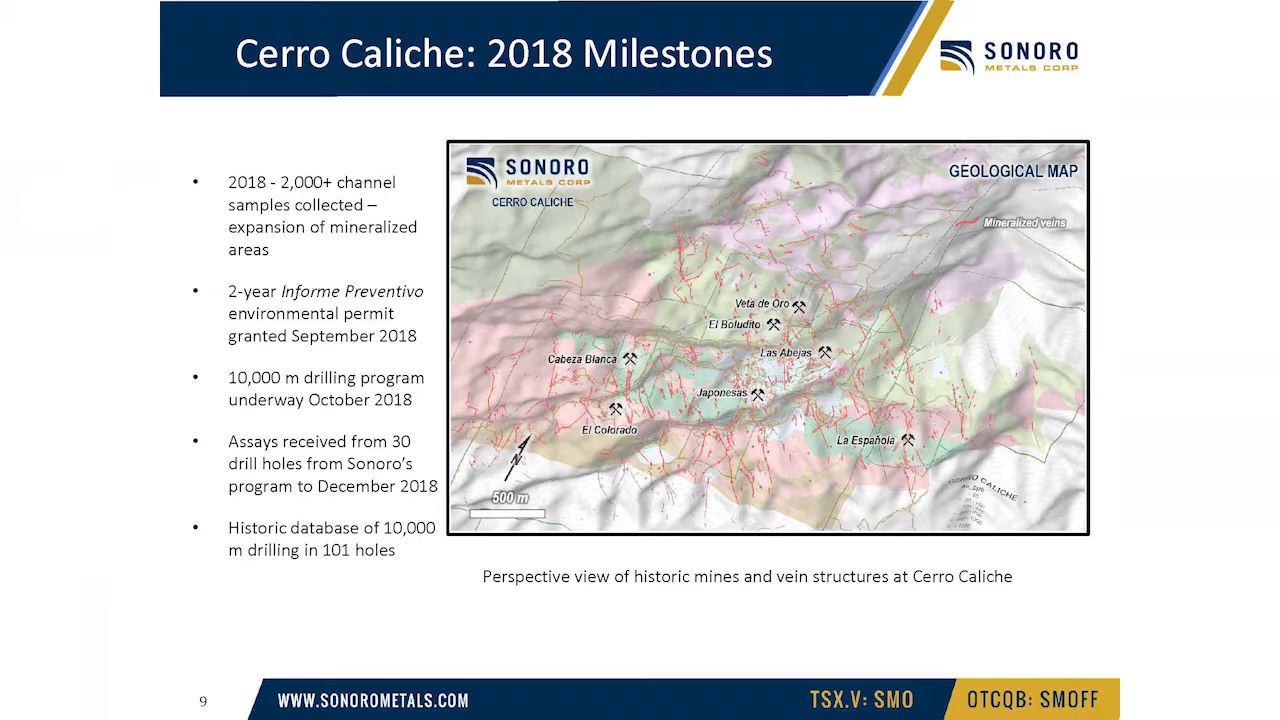 Cerro Caliche: 2018 Milestones
SONORO
METALS CORP
• 2018 - 2,000+ channel
samples collected –
expansion of mineralized
areas
• 2-year Informe Preventivo
environmental permit
granted September 2018
• 10,000 m drilling program
underway October 2018
• Assays received from 30
drill holes from Sonoro’s
program to December 2018
• Historic database of 10,000
m drilling in 101 holes
SONORO
METALS CORP
CERRO CALICHE
GEOLOGICAL MAP
Mineralized veins
Veta de Oro
El Boludito
Las Abejas
Cabeza Blanca
Japonesas
El Colorado
La Española
N
500 m
CALICHE
Perspective view of historic mines and vein structures at Cerro Caliche
9
WWW.SONOROMETALS.COM
TSX.V: SMO
OTCQB: SMOFF